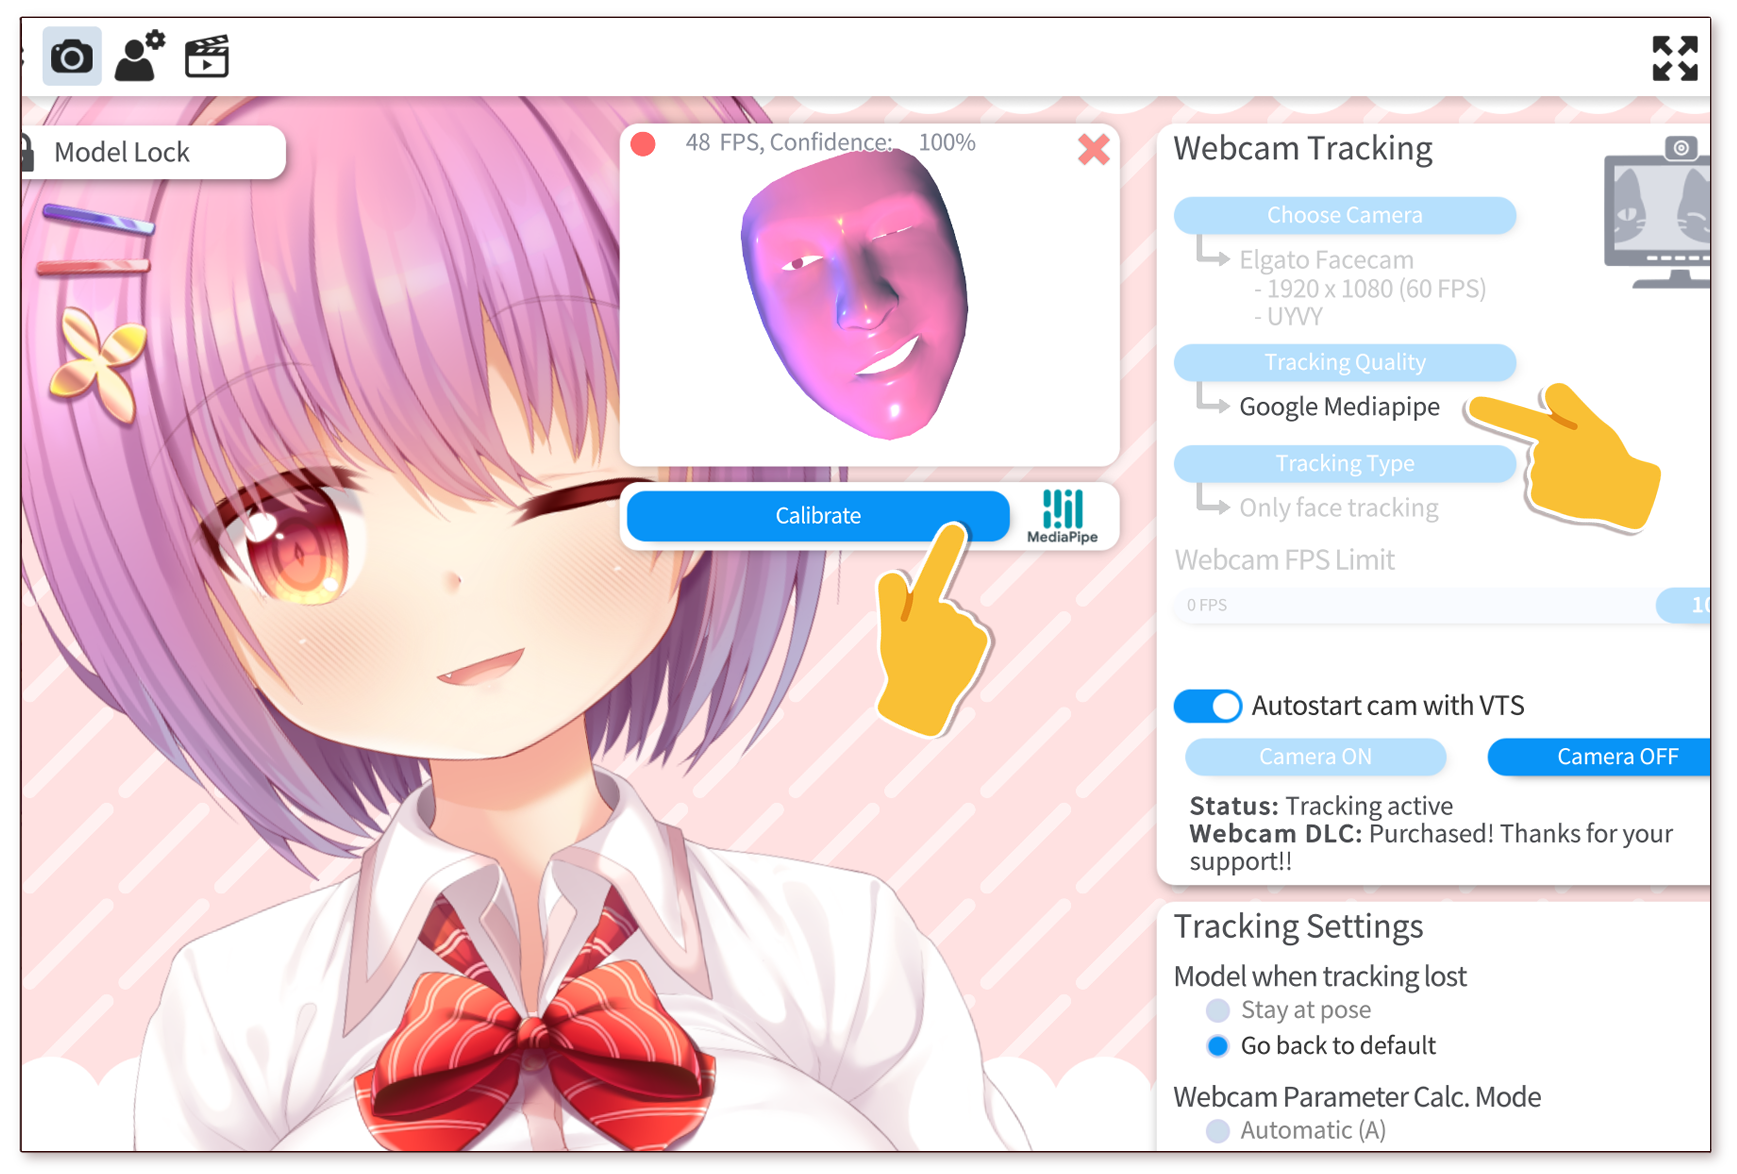 Model Lock
48 FPS, Confidence: 100%
Calibrate
MediaPipe
Webcam Tracking
Choose Camera
Elgato Facecam
- 1920 x 1080 (60 FPS)
- UYVY
Tracking Quality
Google Mediapipe
Tracking Type
Only face tracking
Webcam FPS Limit
0 FPS
Autostart cam with VTS
Camera ON
Camera OFF
Status: Tracking active
Webcam DLC: Purchased! Thanks for your
support!!
Tracking Settings
Model when tracking lost
Stay at pose
Go back to default
Webcam Parameter Calc. Mode
Automatic (A)